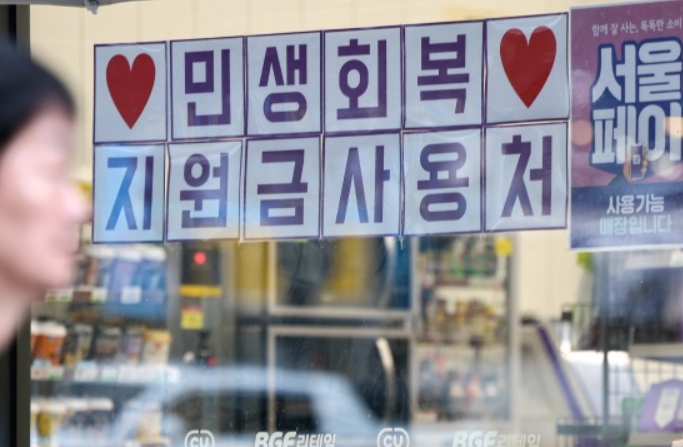 ♥민생회복♥
지원금사용처
함께 잘 사는, 똑똑한 소비
서울
페이
사용가능
매장입니다
CU BGF리테일 CU BGF리테일